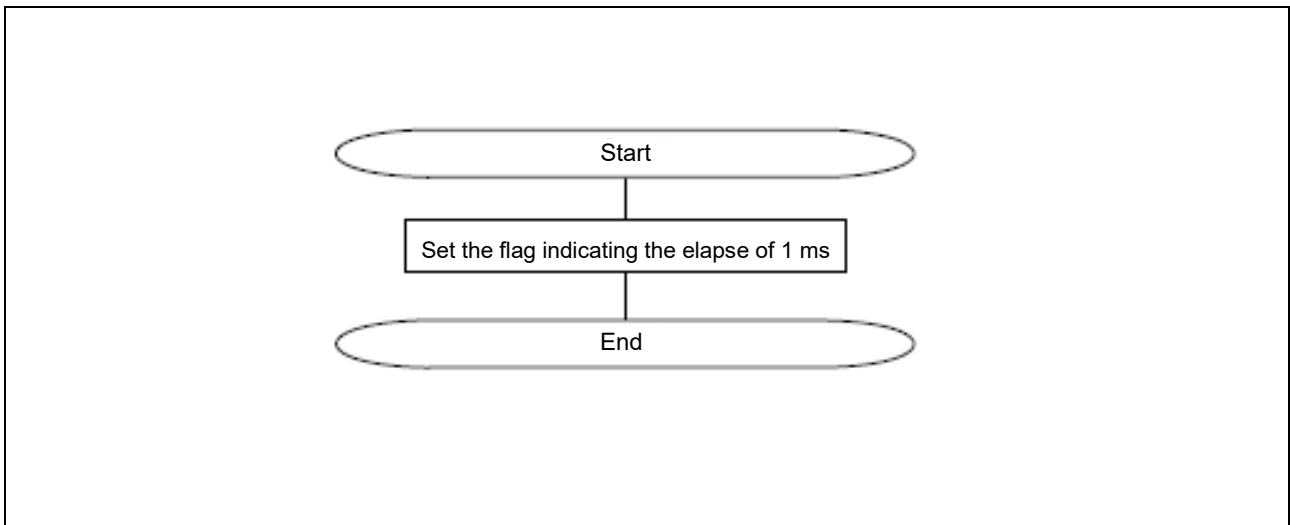 Start
Set the flag indicating the elapse of 1 ms
End